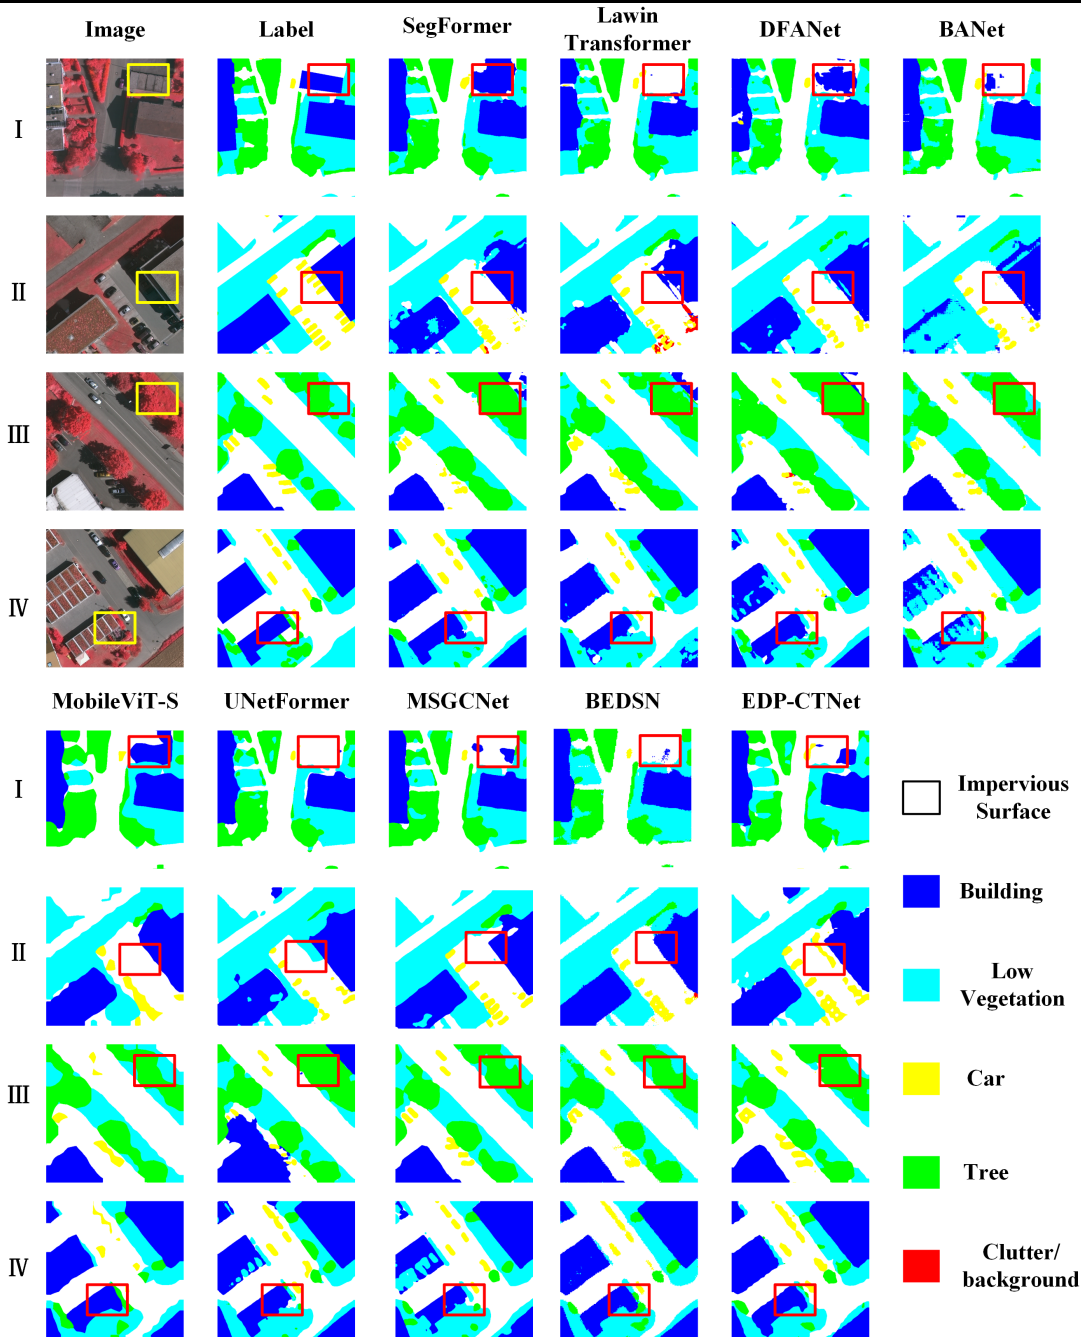 Image Label SegFormer Lawin Transformer DFANet BANet
Ⅰ
Ⅱ
Ⅲ
Ⅳ
MobileViT-S UNetFormer MSGCNet BEDSN EDP-CTNet
Ⅰ
Ⅱ
Ⅲ
Ⅳ
Impervious
Surface
Building
Low
Vegetation
Car
Tree
Clutter/
background